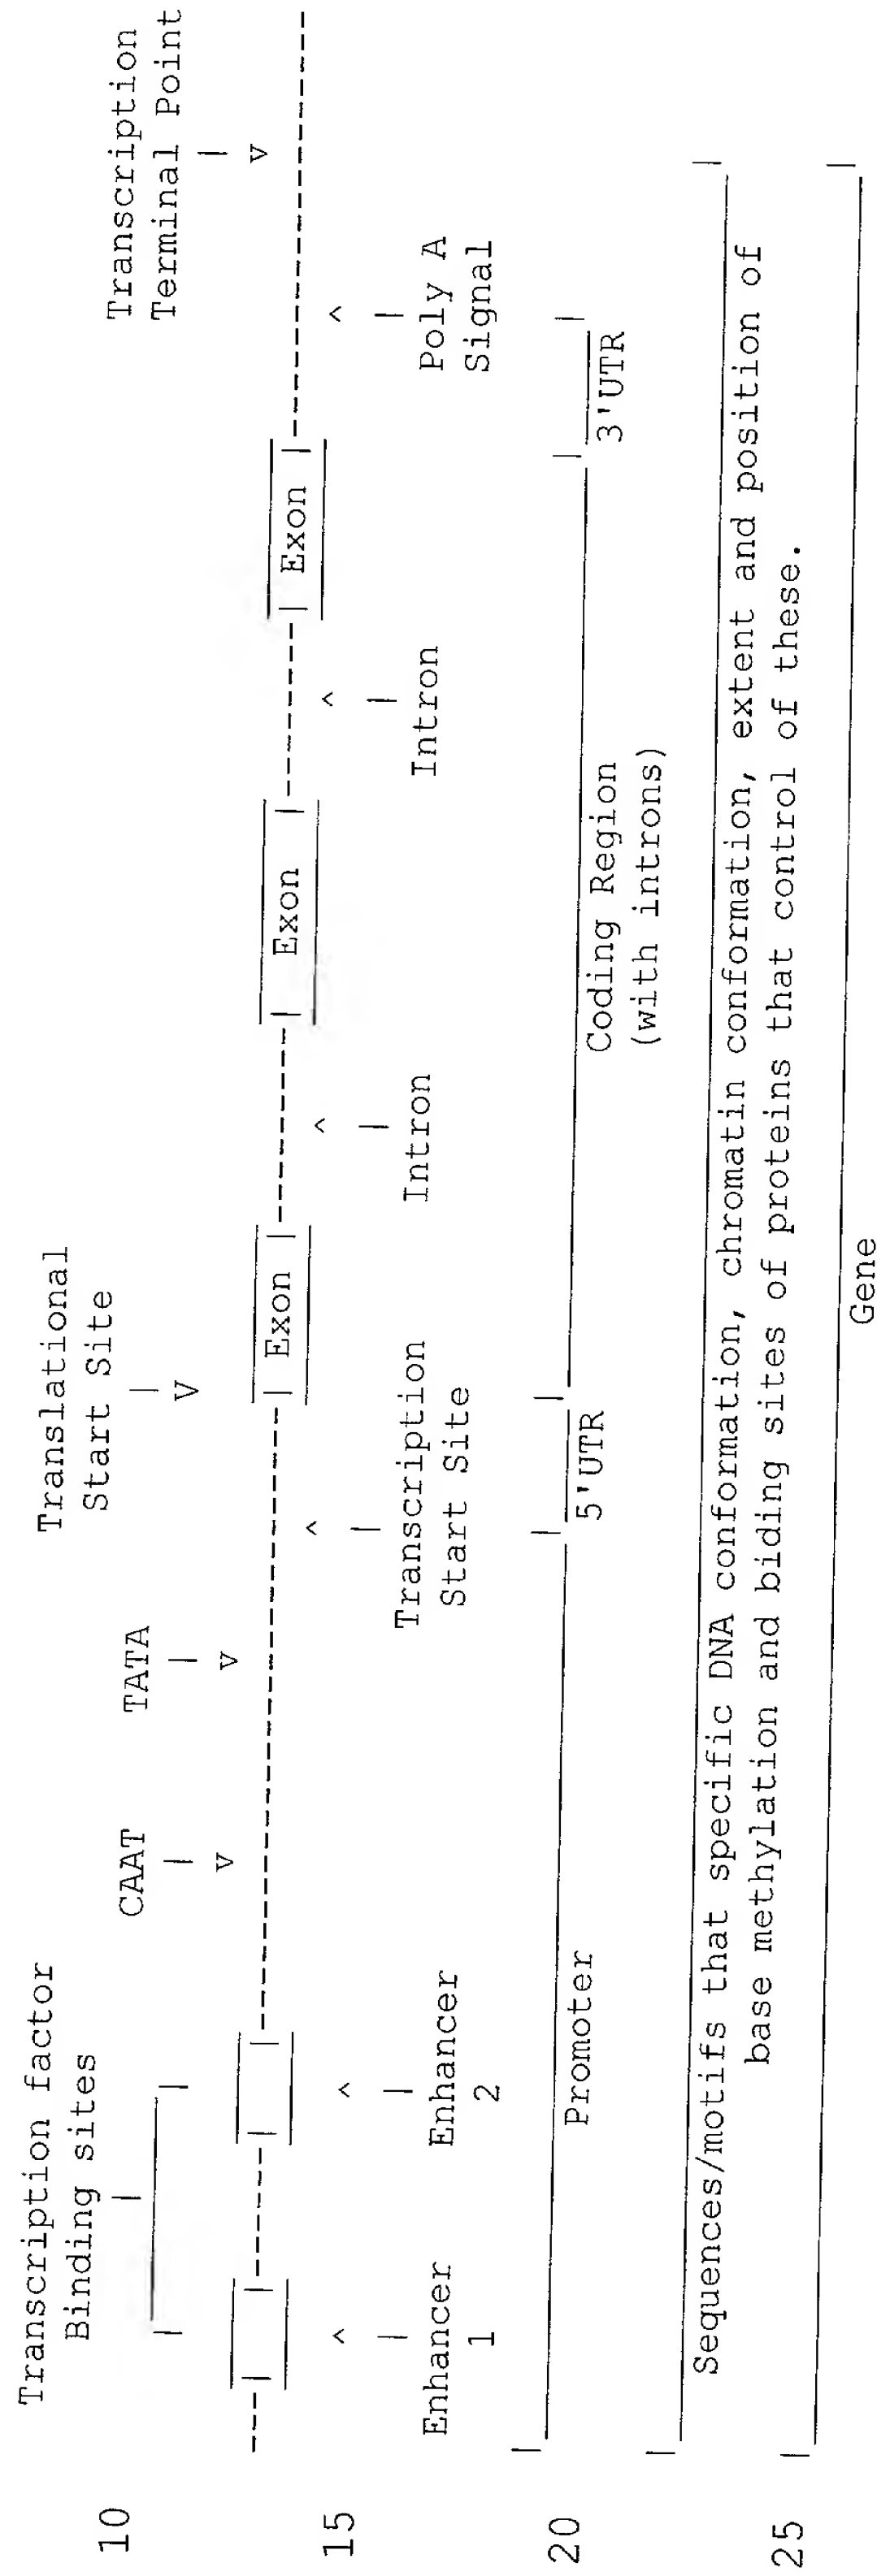 Transcription factor
Binding sites
CAAT
TATA
Translational
Start Site
Transcription
Terminal Point
10
Exon
Exon
Exon
15
Enhancer
1
Enhancer
2
Transcription
Start Site
Intron
Intron
Poly A
Signal
20
Promoter
5'UTR
Coding Region
(with introns)
3'UTR
Sequences/motifs that specific DNA conformation, chromatin conformation, extent and position of
base methylation and biding sites of proteins that control of these.
25
Gene